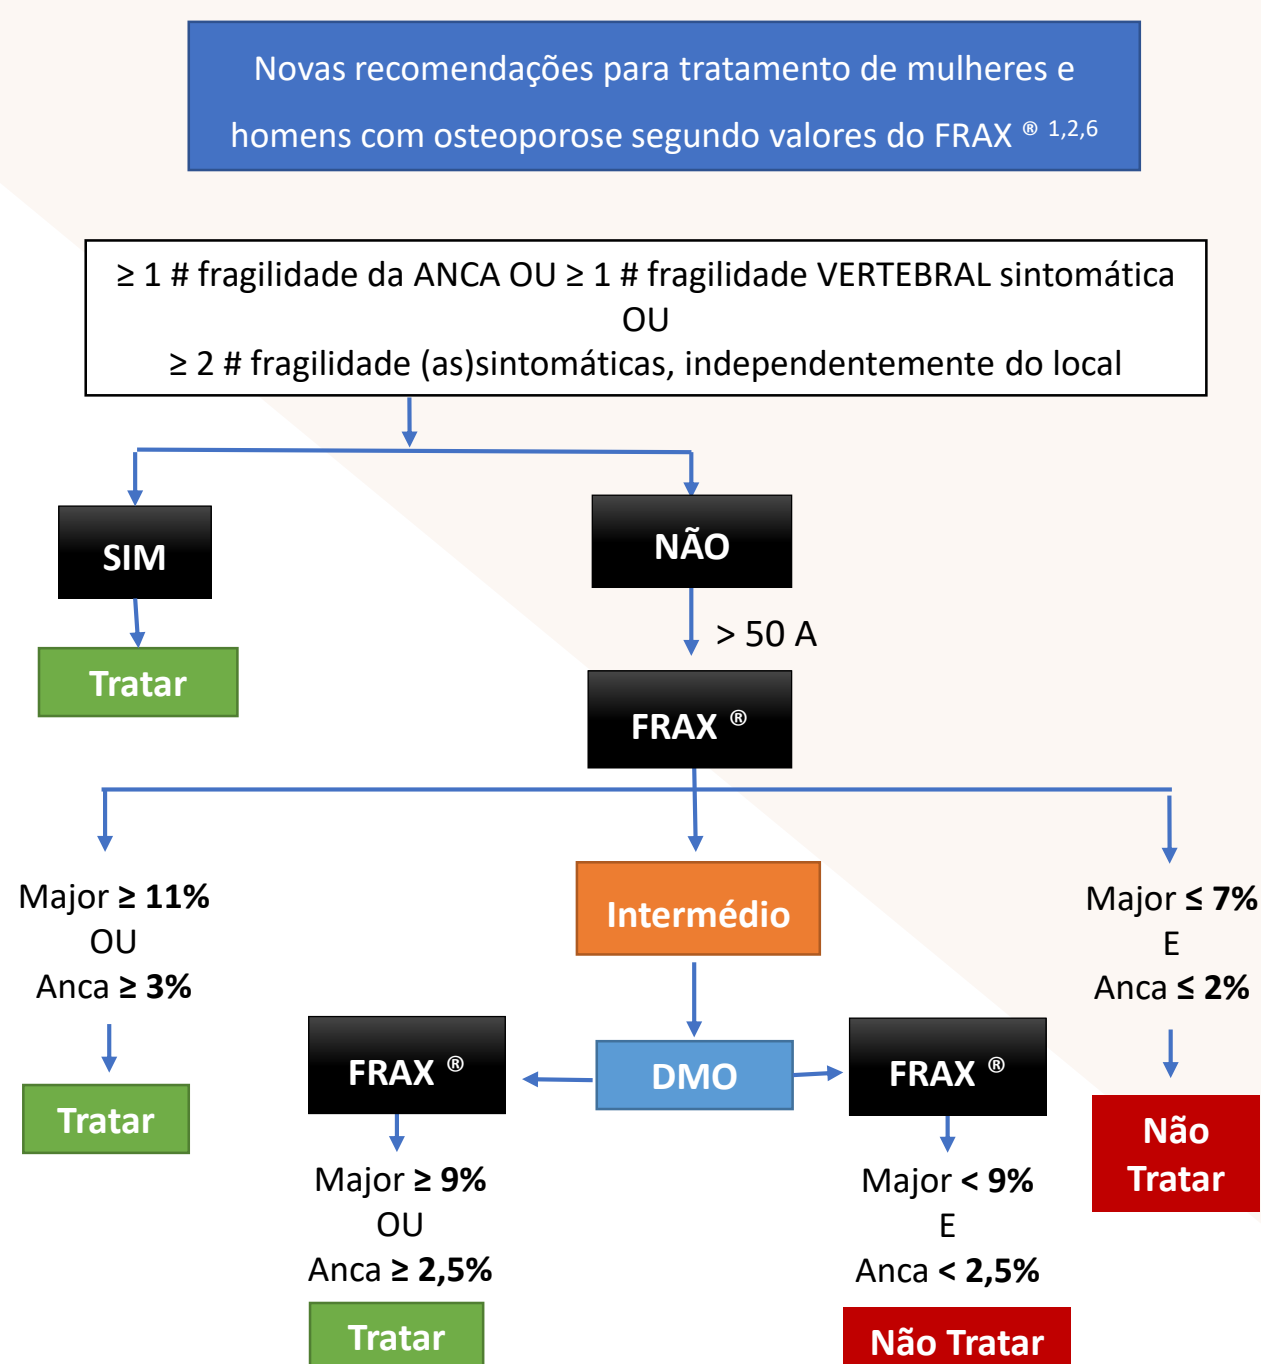 Novas recomendações para tratamento de mulheres e
homens com osteoporose segundo valores do FRAX ® 1,2,6
≥ 1 # fragilidade da ANCA OU ≥ 1 # fragilidade VERTEBRAL sintomática
OU
≥ 2 # fragilidade (as)sintomáticas, independentemente do local
SIM
NÃO
> 50 A
Tratar
FRAX ®
Major ≥ 11%
OU
Anca ≥ 3%
Tratar
Intermédio
DMO
FRAX ®
Major ≥ 9%
OU
Anca ≥ 2,5%
Tratar
FRAX ®
Major < 9%
E
Anca < 2,5%
Não Tratar
Major ≤ 7%
E
Anca ≤ 2%
Não
Tratar